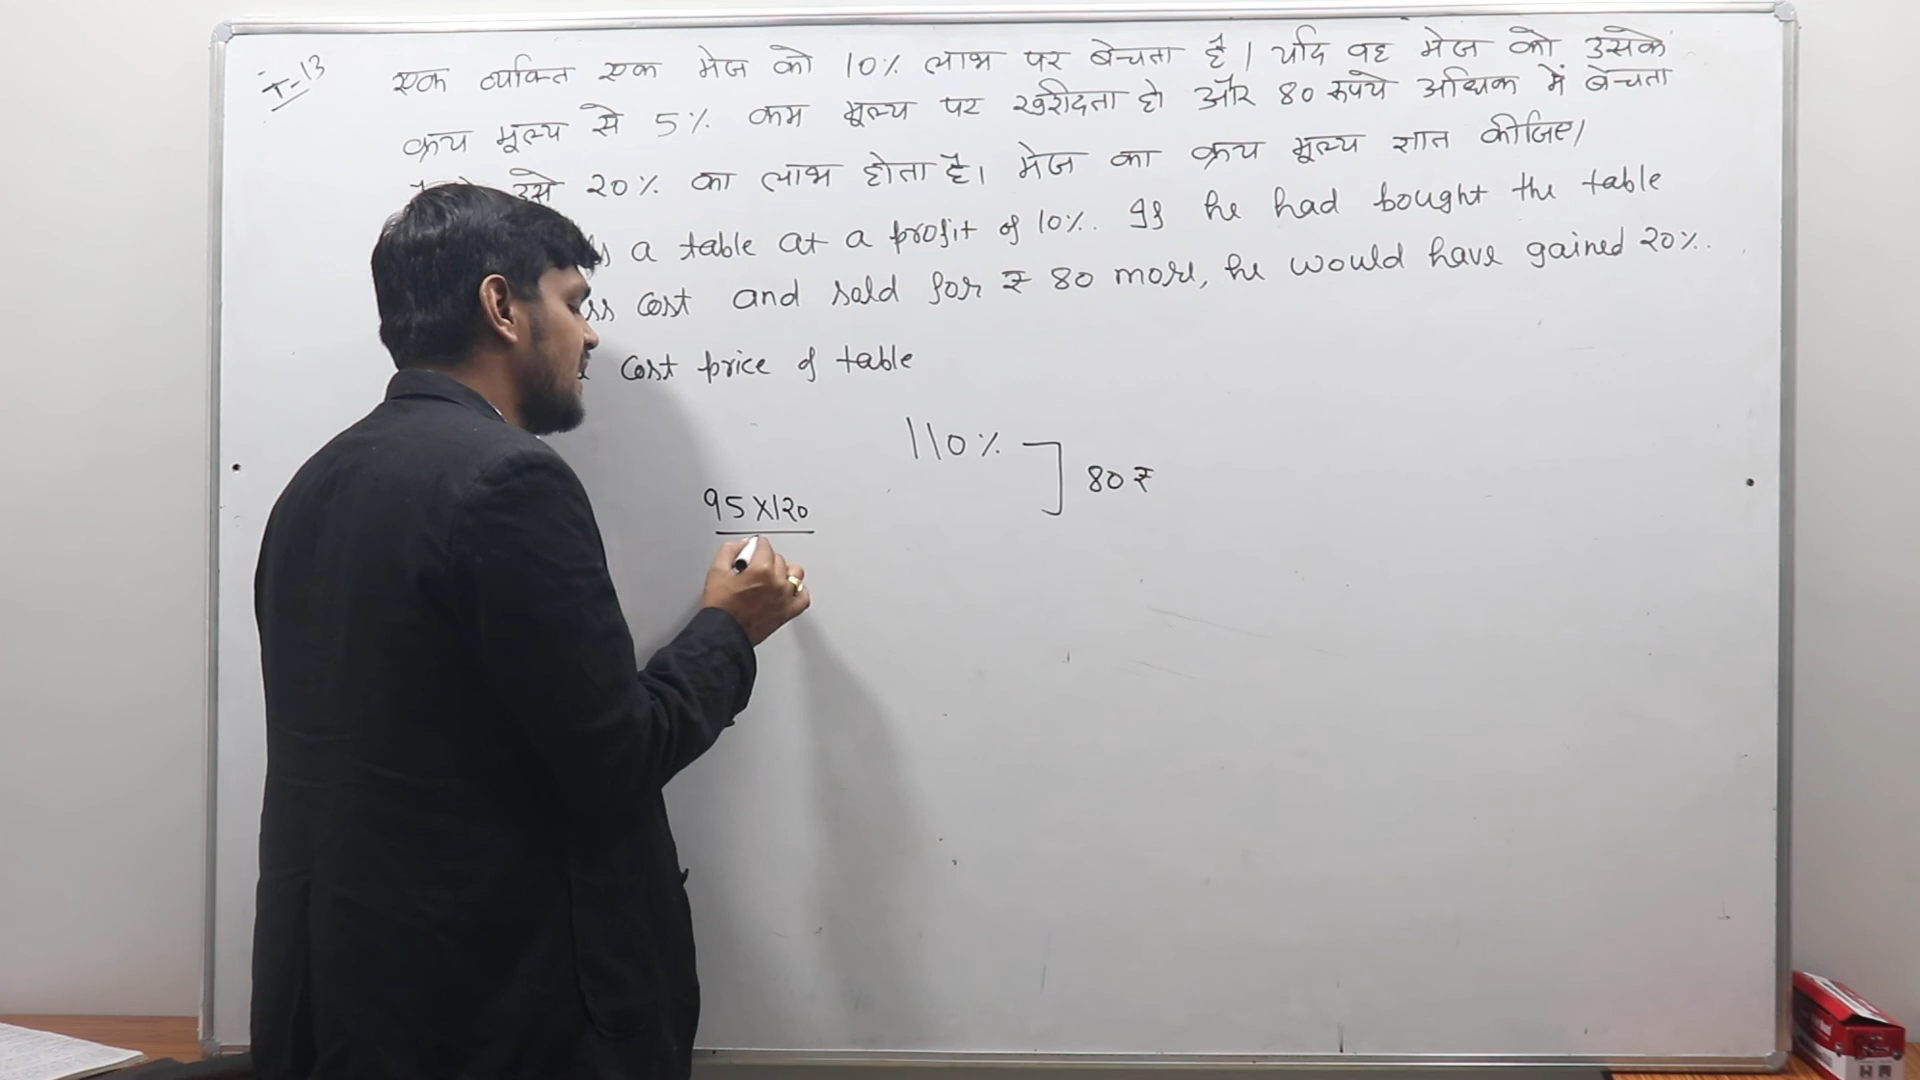 T-13
एक व्यक्ति एक मेज को 10% लाभ पर बेचता है। यदि वह मेज को उसके
क्रय मूल्य से 5% कम मूल्य पर खरीदता हो और 80 रूपये अधिक में बेचता
उसे 20% का लाभ होता है। मेज का क्रय मूल्य ज्ञात कीजिए।
a table at a profit of 10%. If he had bought the table
cost and sold for ₹ 80 more, he would have gained 20%.
cost price of table
110%
80 ₹
95 X120